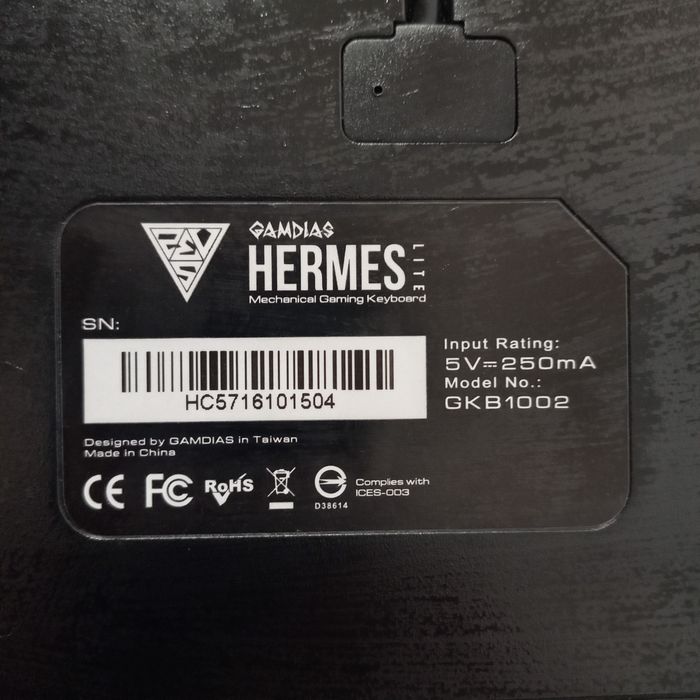 GAMDIAS
HERMES LITE
Mechanical Gaming Keyboard
SN:
HC5716101504
Input Rating:
5V⎓250mA
Model No.:
GKB1002
Designed by GAMDIAS in Taiwan
Made in China
CE FC RoHS
D38614
Complies with
ICES-003